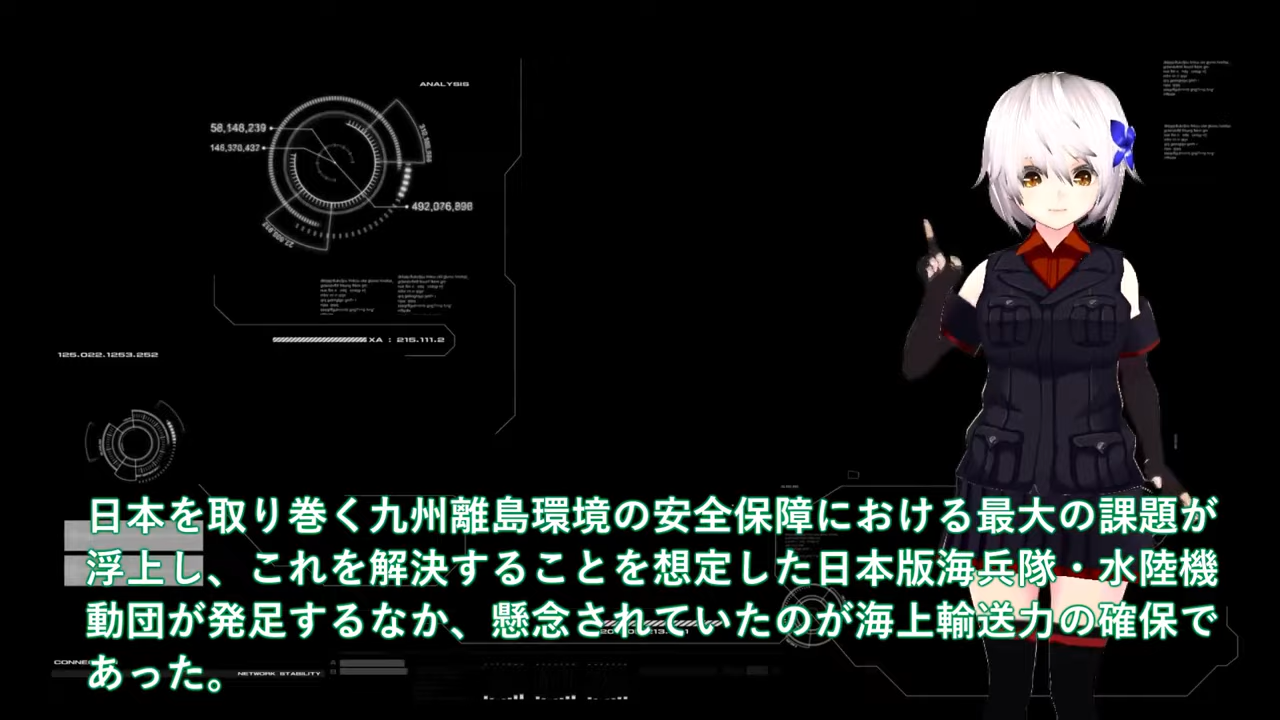 ANALYSIS
58,148,239
146,370,437
492,076,898
XA : 215.111.2
125.022.1253.252
日本を取り巻く九州離島環境の安全保障における最大の課題が
浮上し、これを解決することを想定した日本版海兵隊・水陸機
動団が発足するなか、懸念されていたのが海上輸送力の確保で
あった。
NETWORK STABILITY